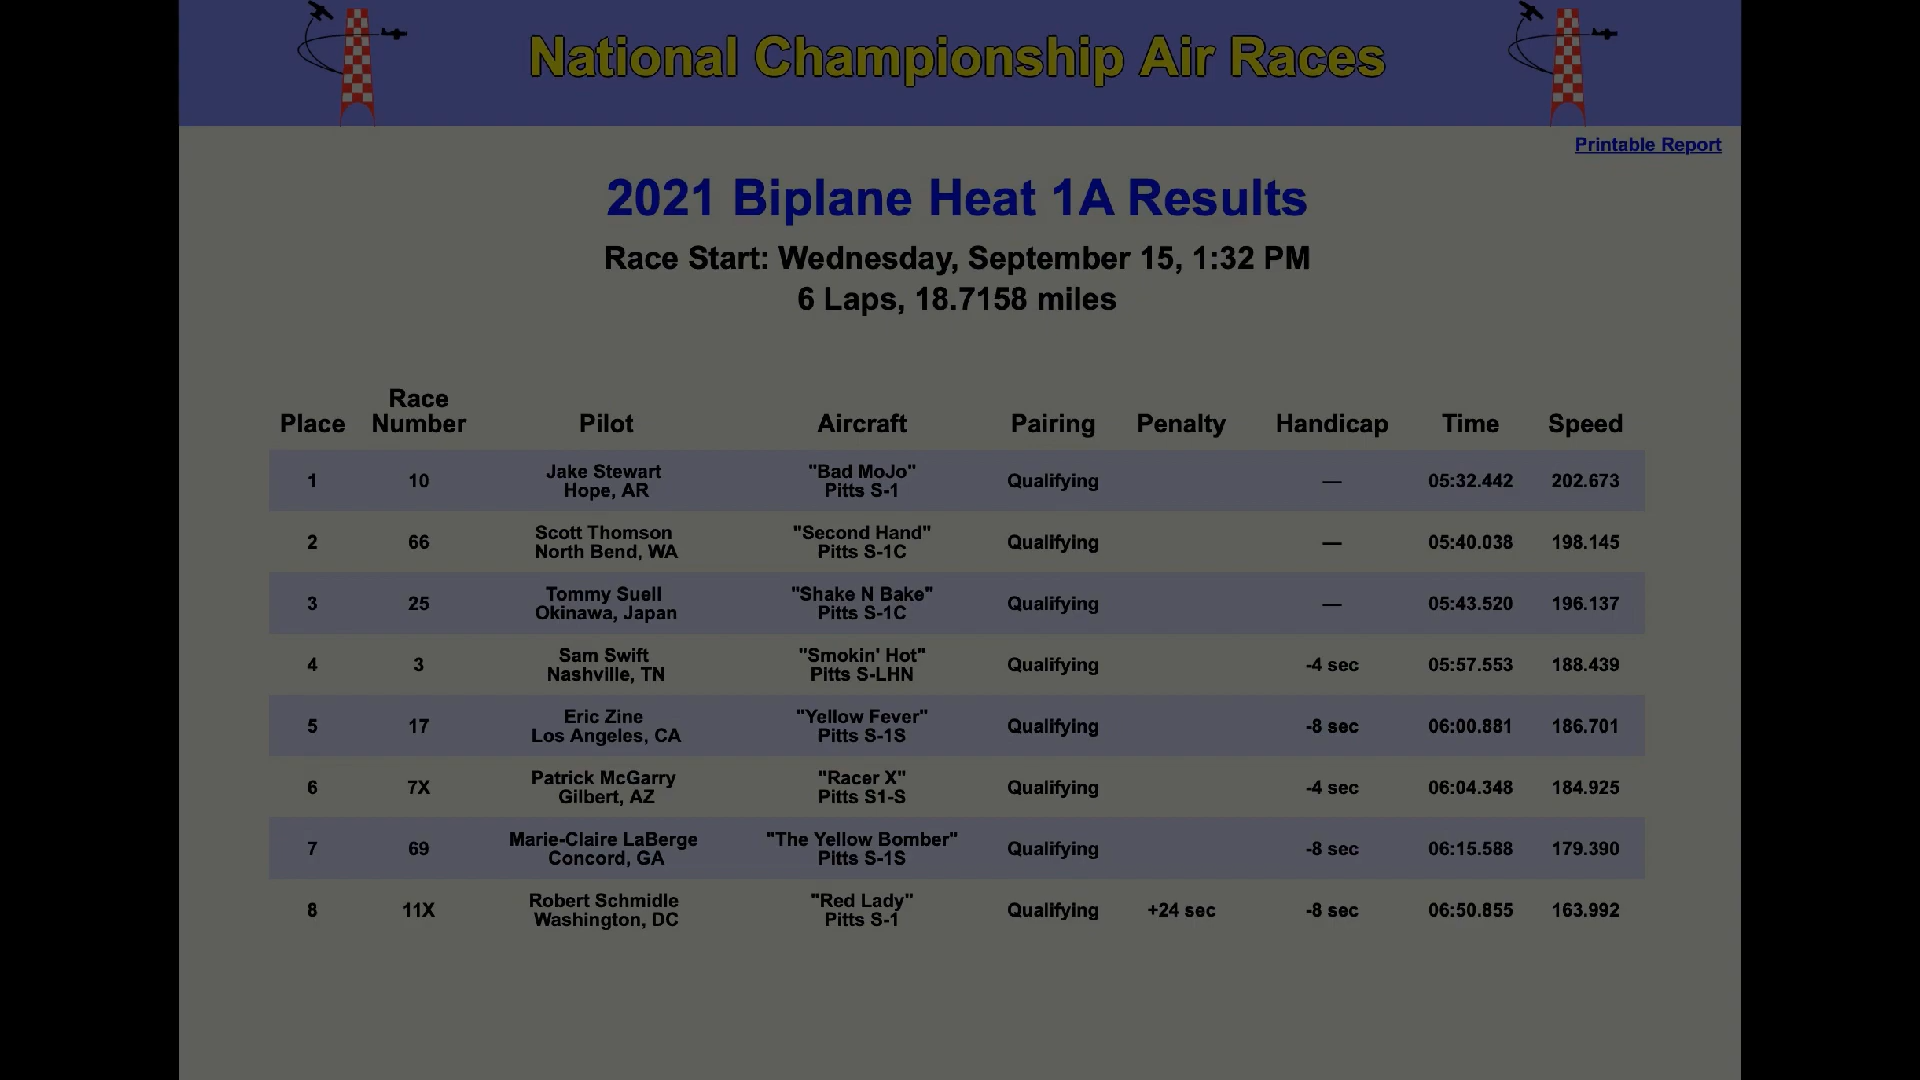 National Championship Air Races
Printable Report
2021 Biplane Heat 1A Results
Race Start: Wednesday, September 15, 1:32 PM
6 Laps, 18.7158 miles
Place Race Number Pilot Aircraft Pairing Penalty Handicap Time Speed
1 10 Jake Stewart Hope, AR "Bad MoJo" Pitts S-1 Qualifying — 05:32.442 202.673
2 66 Scott Thomson North Bend, WA "Second Hand" Pitts S-1C Qualifying — 05:40.038 198.145
3 25 Tommy Suell Okinawa, Japan "Shake N Bake" Pitts S-1C Qualifying — 05:43.520 196.137
4 3 Sam Swift Nashville, TN "Smokin' Hot" Pitts S-LHN Qualifying -4 sec 05:57.553 188.439
5 17 Eric Zine Los Angeles, CA "Yellow Fever" Pitts S-1S Qualifying -8 sec 06:00.881 186.701
6 7X Patrick McGarry Gilbert, AZ "Racer X" Pitts S1-S Qualifying -4 sec 06:04.348 184.925
7 69 Marie-Claire LaBerge Concord, GA "The Yellow Bomber" Pitts S-1S Qualifying -8 sec 06:15.588 179.390
8 11X Robert Schmidle Washington, DC "Red Lady" Pitts S-1 Qualifying +24 sec -8 sec 06:50.855 163.992